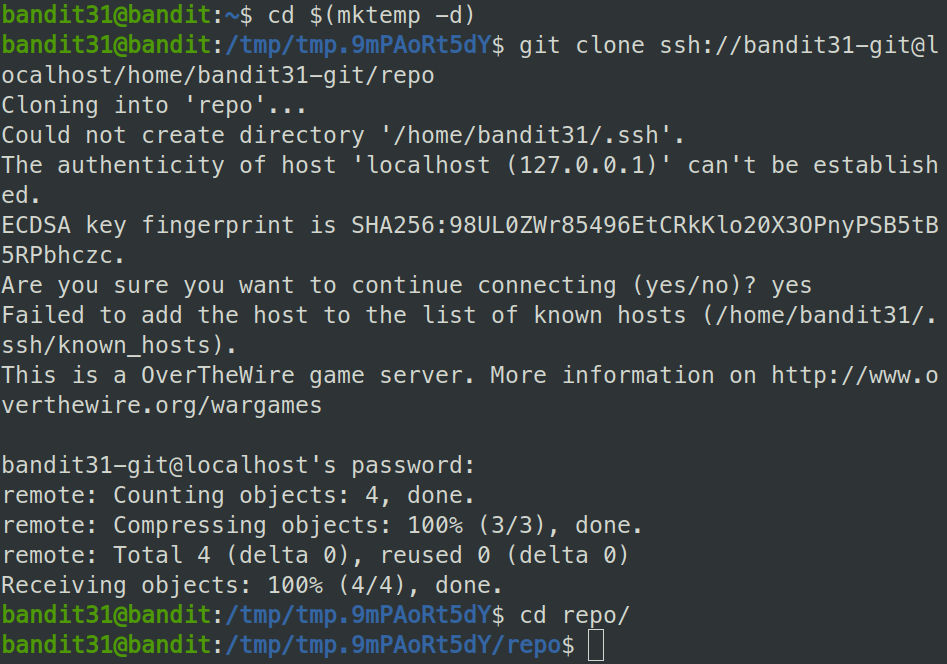 bandit31@bandit:~$ cd $(mktemp -d)
bandit31@bandit:/tmp/tmp.9mPAoRt5dY$ git clone ssh://bandit31-git@l
ocalhost/home/bandit31-git/repo
Cloning into 'repo'...
Could not create directory '/home/bandit31/.ssh'.
The authenticity of host 'localhost (127.0.0.1)' can't be establish
ed.
ECDSA key fingerprint is SHA256:98UL0ZWr85496EtCRkKlo20X3OPnyPSB5tB
5RPbhczc.
Are you sure you want to continue connecting (yes/no)? yes
Failed to add the host to the list of known hosts (/home/bandit31/.
ssh/known_hosts).
This is a OverTheWire game server. More information on http://www.o
verthewire.org/wargames
bandit31-git@localhost's password:
remote: Counting objects: 4, done.
remote: Compressing objects: 100% (3/3), done.
remote: Total 4 (delta 0), reused 0 (delta 0)
Receiving objects: 100% (4/4), done.
bandit31@bandit:/tmp/tmp.9mPAoRt5dY$ cd repo/
bandit31@bandit:/tmp/tmp.9mPAoRt5dY/repo$